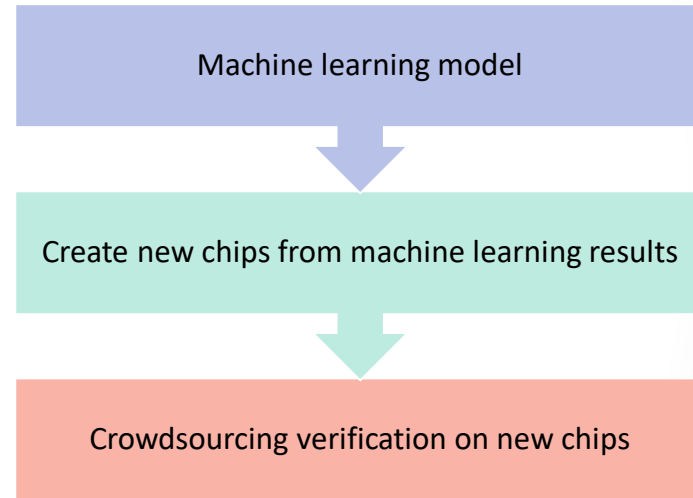 Machine learning model
Create new chips from machine learning results
Crowdsourcing verification on new chips